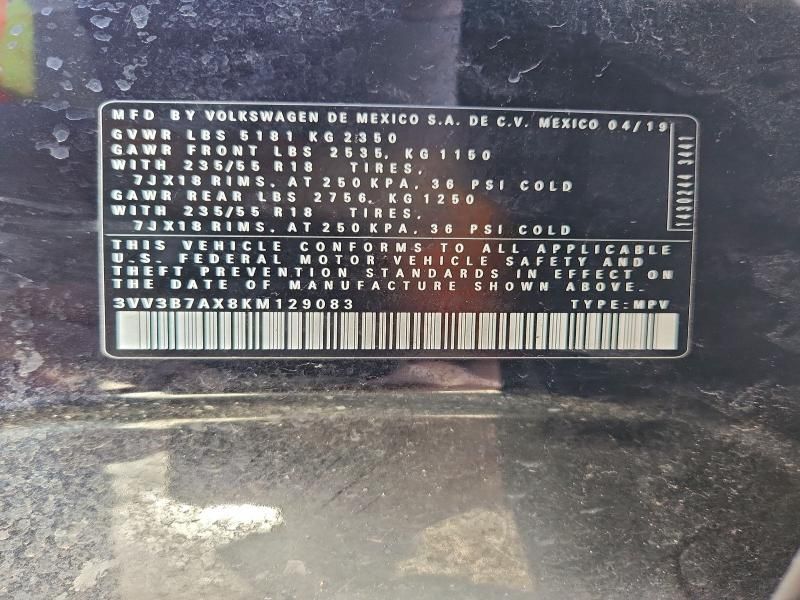 MFD BY VOLKSWAGEN DE MEXICO S.A. DE C.V. MEXICO 04/19
GVWR LBS 5181 KG 2350
GAWR FRONT LBS 2535, KG 1150
WITH 235/55 R18 TIRES,
7JX18 RIMS, AT 250 KPA, 36 PSI COLD
GAWR REAR LBS 2756, KG 1250
WITH 235/55 R18 TIRES,
7JX18 RIMS, AT 250 KPA, 36 PSI COLD
THIS VEHICLE CONFORMS TO ALL APPLICABLE
U.S. FEDERAL MOTOR VEHICLE SAFETY AND
THEFT PREVENTION STANDARDS IN EFFECT ON
THE DATE OF MANUFACTURE SHOWN ABOVE.
3VV3B7AX8KM129083 TYPE:MPV